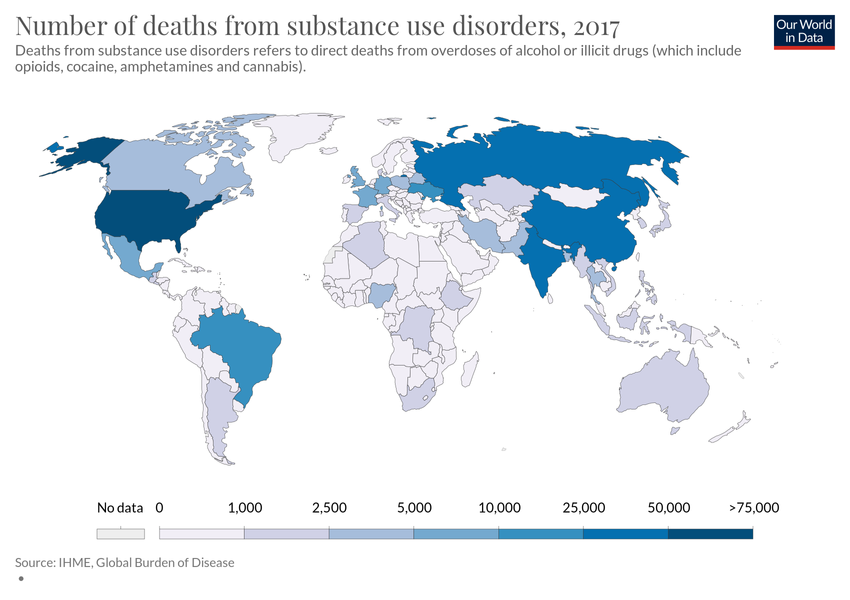 Number of deaths from substance use disorders, 2017
Our World
in Data
Deaths from substance use disorders refers to direct deaths from overdoses of alcohol or illicit drugs (which include
opioids, cocaine, amphetamines and cannabis).
No data 0 1,000 2,500 5,000 10,000 25,000 50,000 >75,000
Source: IHME, Global Burden of Disease